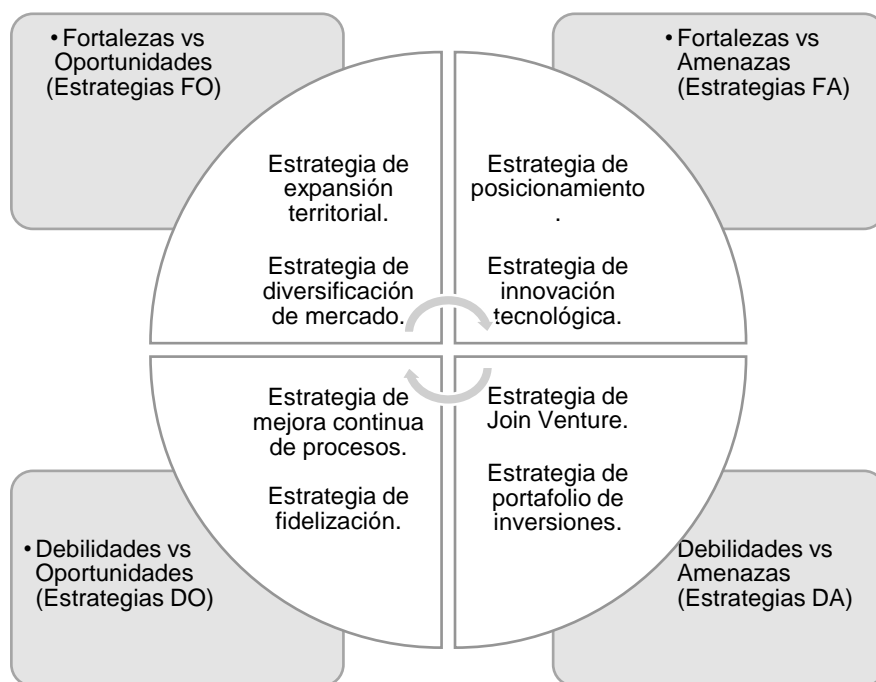 • Fortalezas vs
Oportunidades
(Estrategias FO)
• Fortalezas vs
Amenazas
(Estrategias FA)
Estrategia de
expansión
territorial.
Estrategia de
diversificación
de mercado.
Estrategia de
posicionamiento
.
Estrategia de
innovación
tecnológica.
Estrategia de
mejora continua
de procesos.
Estrategia de
fidelización.
Estrategia de
Join Venture.
Estrategia de
portafolio de
inversiones.
• Debilidades vs
Oportunidades
(Estrategias DO)
Debilidades vs
Amenazas
(Estrategias DA)